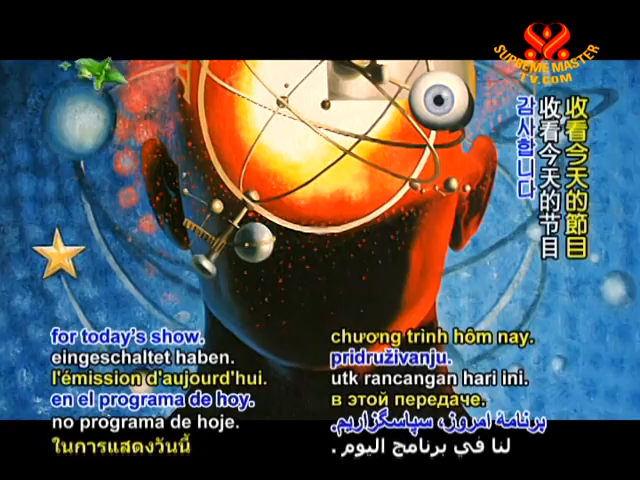 SUPREME MASTER
TV.COM
收看今天的節目
收看今天的节目
감사합니다
for today's show.
eingeschaltet haben.
l'émission d'aujourd'hui.
en el programa de hoy.
no programa de hoje.
ในการแสดงวันนี้
chương trình hôm nay.
pridruživanju.
utk rancangan hari ini.
в этой передаче.
برنامهٔ امروز، سپاسگزاریم.
لنا في برنامج اليوم .